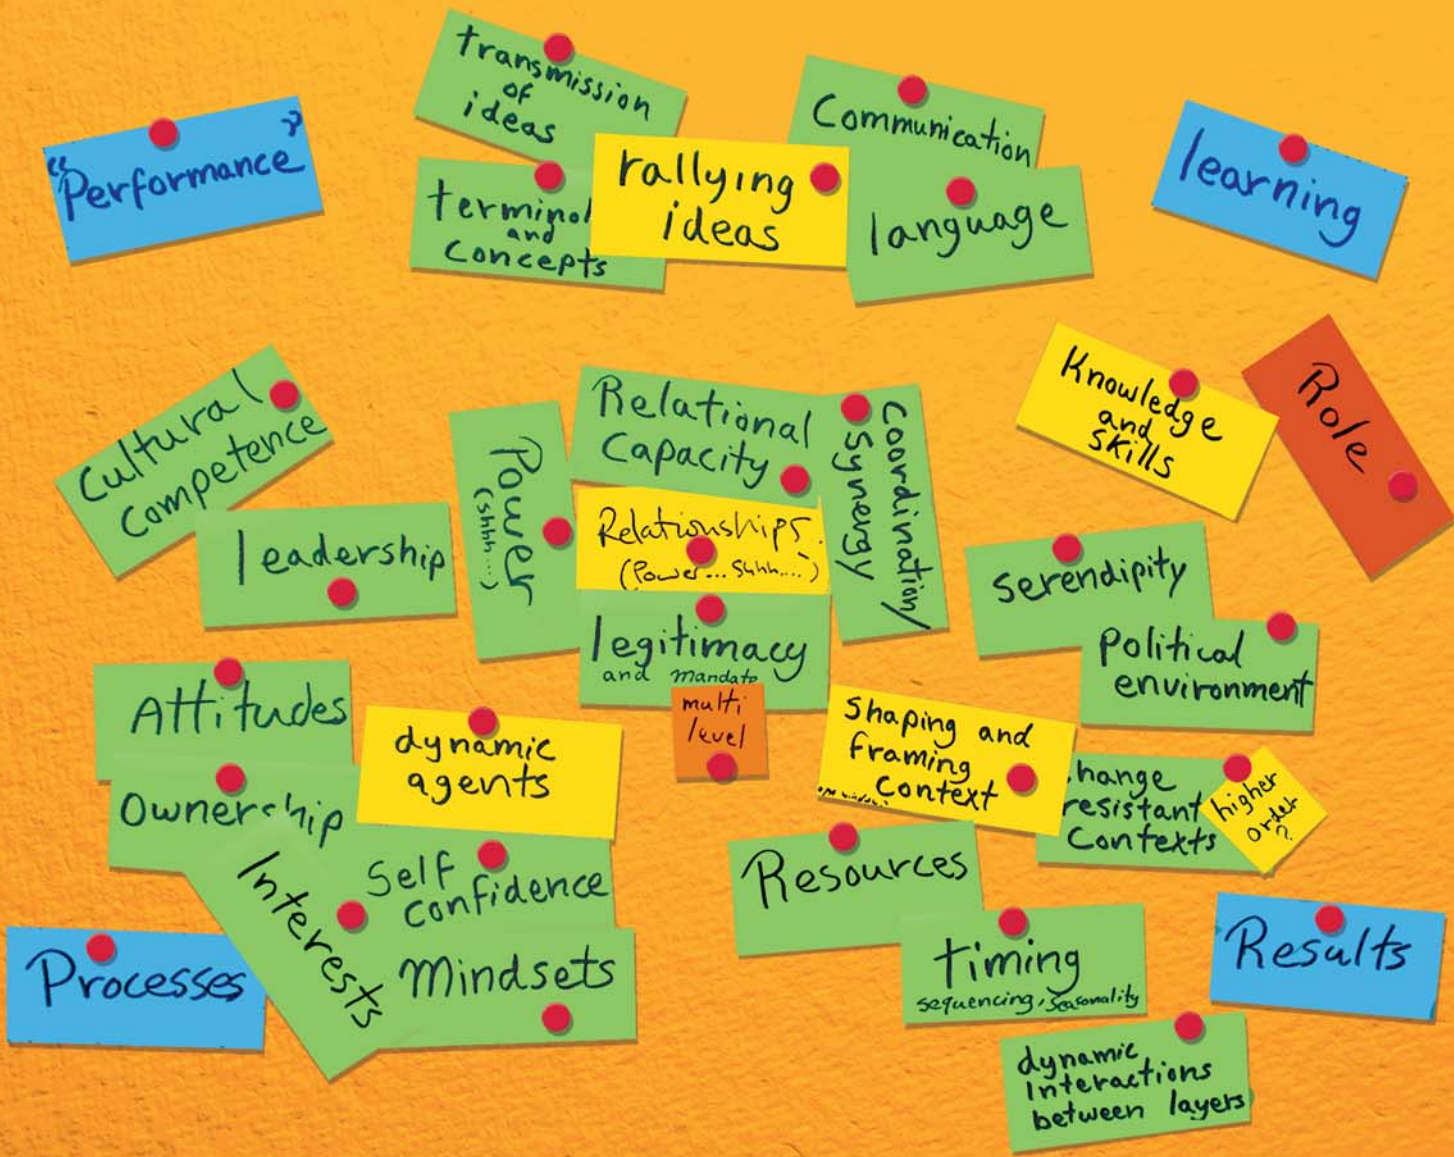 "Performance"
transmission
of
ideas
Communication
learning
terminol
and
Concepts
rallying
ideas
language
Cultural
Competence
leadership
Power
(shhh....)
Relational
Capacity
Relationships.
(Power... Shhh....)
legitimacy
and mandate
multi
level
Coordination/
Synergy
Knowledge
and
Skills
Role
Serendipity
Political
environment
Attitudes
Ownership
dynamic
agents
Interests
Self
Confidence
Mindsets
Processes
Shaping and
framing
Context
hange
resistant
Contexts
higher
order
?
Resources
timing
sequencing, seasonality
dynamic
interactions
between layers
Results